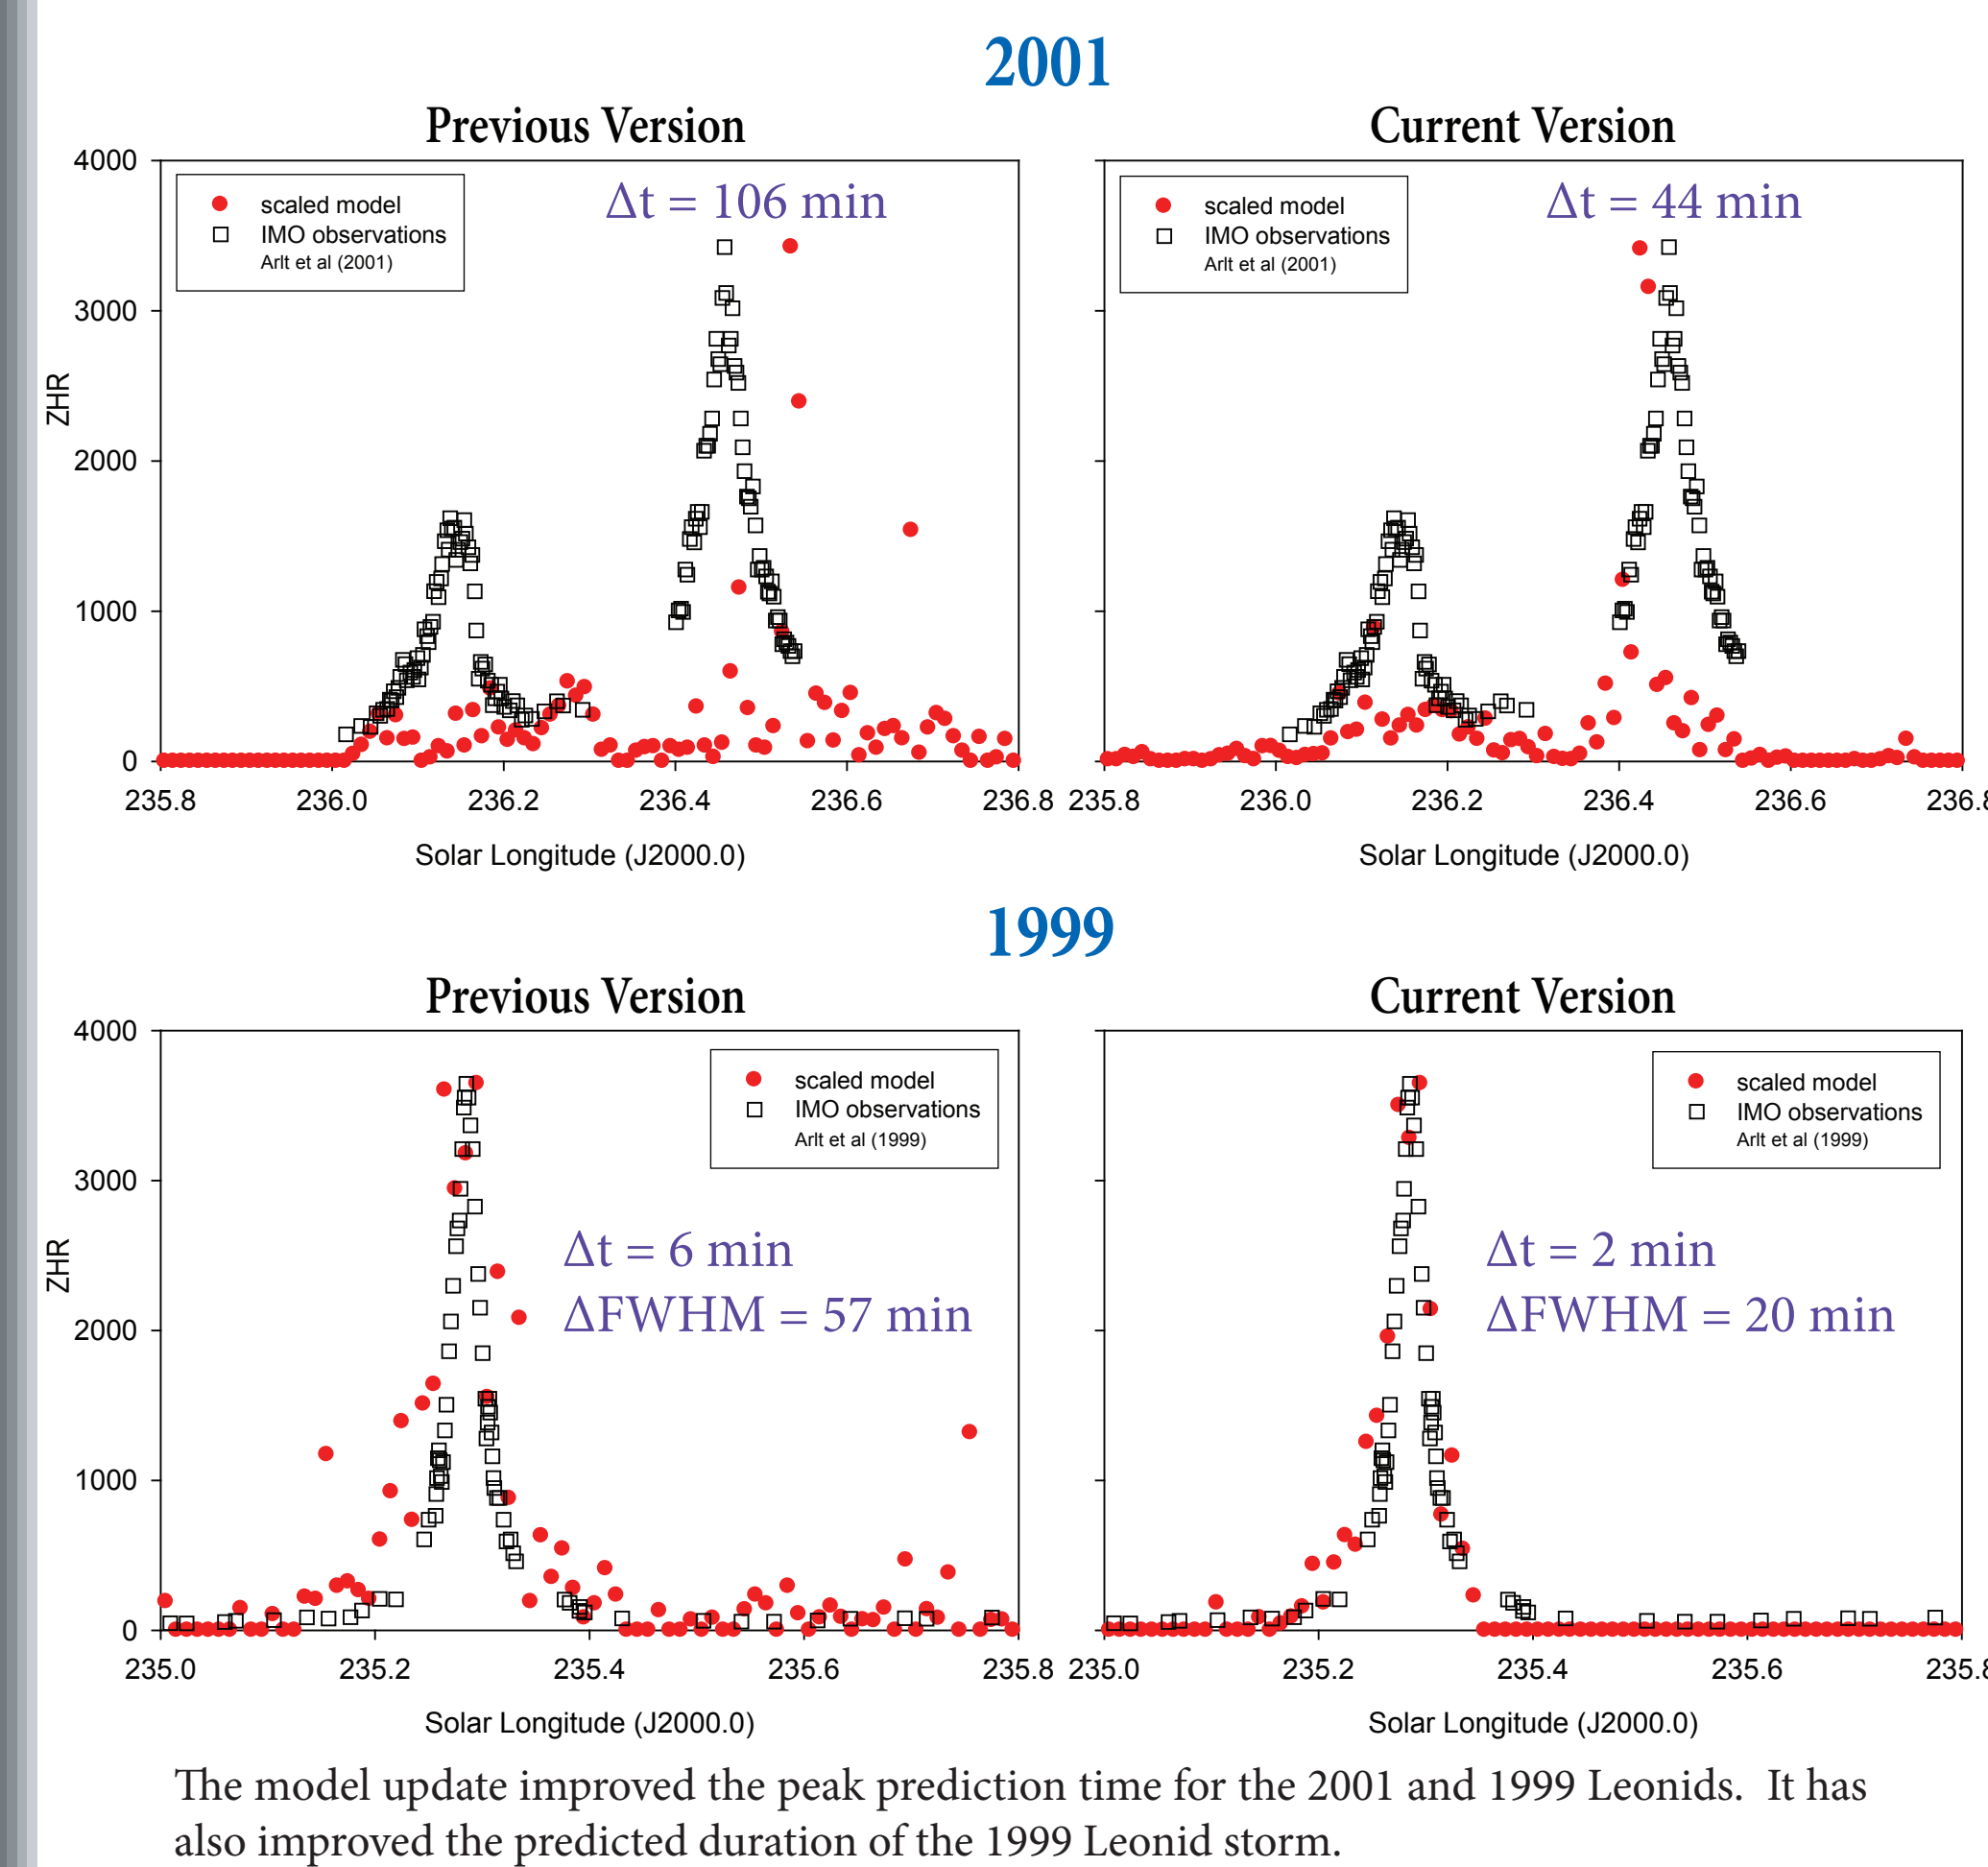 2001
Previous Version
Current Version
4000
3000
2000
1000
0
ZHR
scaled model
IMO observations
Arlt et al (2001)
Δt = 106 min
235.8 236.0 236.2 236.4 236.6 236.8
Solar Longitude (J2000.0)
scaled model
IMO observations
Arlt et al (2001)
Δt = 44 min
235.8 236.0 236.2 236.4 236.6 236.8
Solar Longitude (J2000.0)
1999
Previous Version
Current Version
4000
3000
2000
1000
0
ZHR
scaled model
IMO observations
Arlt et al (1999)
Δt = 6 min
ΔFWHM = 57 min
235.0 235.2 235.4 235.6 235.8
Solar Longitude (J2000.0)
scaled model
IMO observations
Arlt et al (1999)
Δt = 2 min
ΔFWHM = 20 min
235.0 235.2 235.4 235.6 235.8
Solar Longitude (J2000.0)
The model update improved the peak prediction time for the 2001 and 1999 Leonids. It has
also improved the predicted duration of the 1999 Leonid storm.